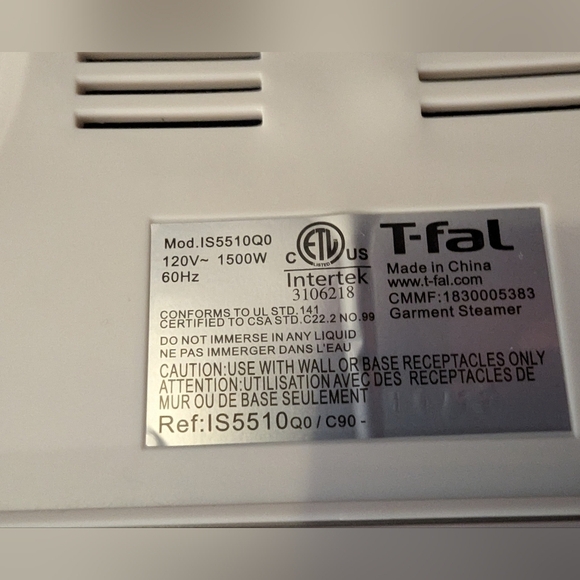 Mod.IS5510Q0
120V~ 1500W
60Hz
C ETL US
LISTED
Intertek
3106218
T-fal
Made in China
www.t-fal.com
CMMF:1830005383
Garment Steamer
CONFORMS TO UL STD.141
CERTIFIED TO CSA STD.C22.2 NO.99
DO NOT IMMERSE IN ANY LIQUID
NE PAS IMMERGER DANS L'EAU
CAUTION:USE WITH WALL OR BASE RECEPTACLES ONLY
ATTENTION:UTILISATION AVEC DES RECEPTACLES DE
MUR OU DE BASE SEULEMENT
Ref:IS5510Q0 / C90 -